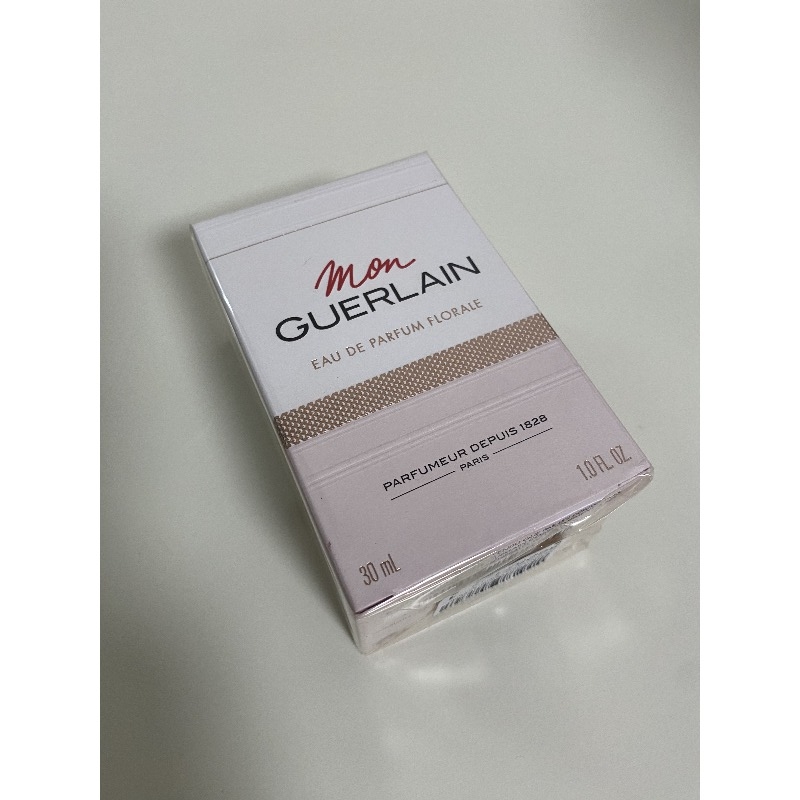 Mon
GUERLAIN
EAU DE PARFUM FLORALE
PARFUMEUR DEPUIS 1828
PARIS
30 mL
1.0 FL. OZ.